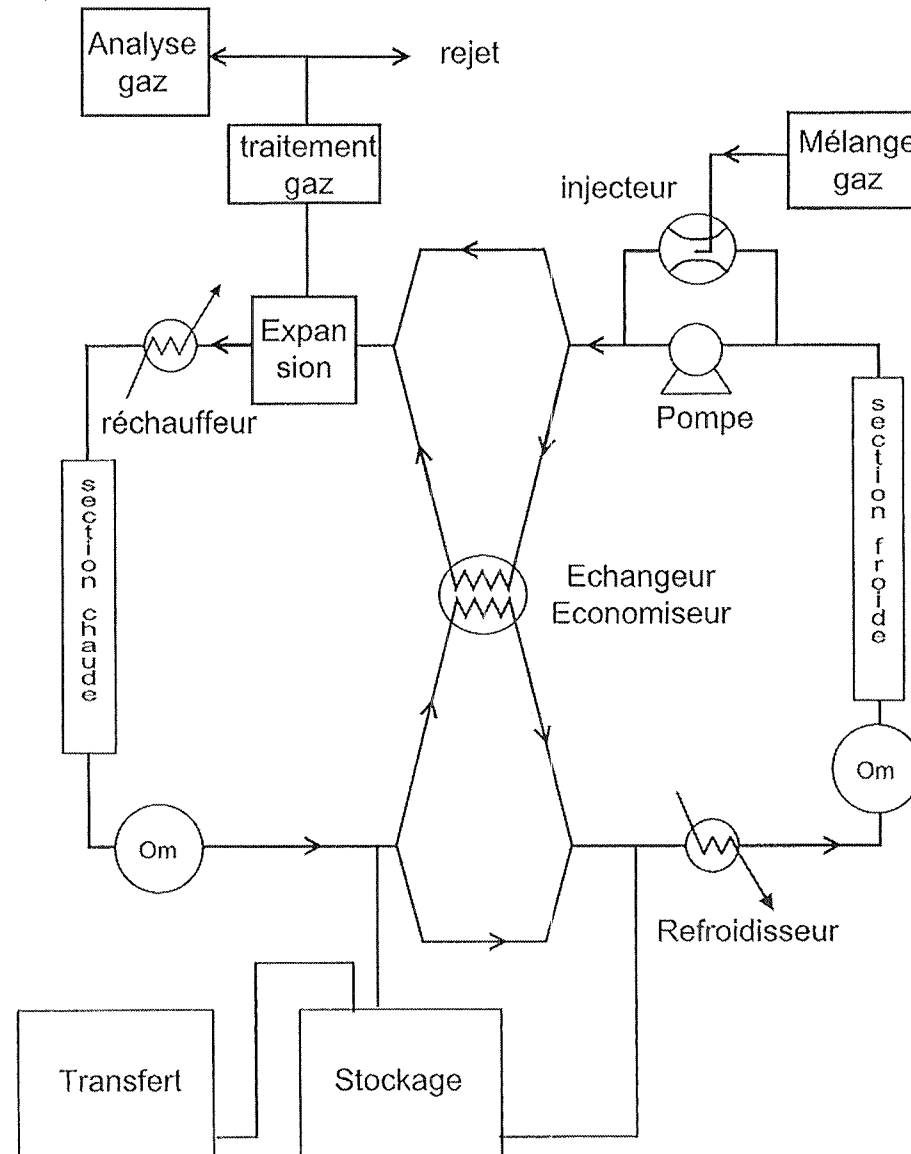 Analyse
gaz
rejet
traitement
gaz
injecteur
Mélange
gaz
Expan
sion
réchauffeur
Pompe
section chaude
section froide
Echangeur
Economiseur
Om
Om
Refroidisseur
Transfert
Stockage